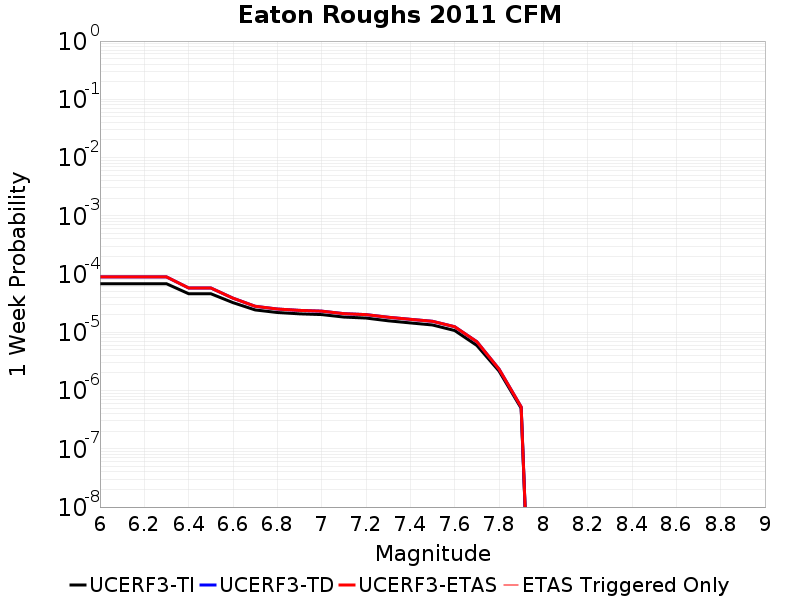 Eaton Roughs 2011 CFM
10^0
10^-1
10^-2
10^-3
10^-4
10^-5
10^-6
10^-7
10^-8
1 Week Probability
6 6.2 6.4 6.6 6.8 7 7.2 7.4 7.6 7.8 8 8.2 8.4 8.6 8.8 9
Magnitude
UCERF3-TI UCERF3-TD UCERF3-ETAS ETAS Triggered Only